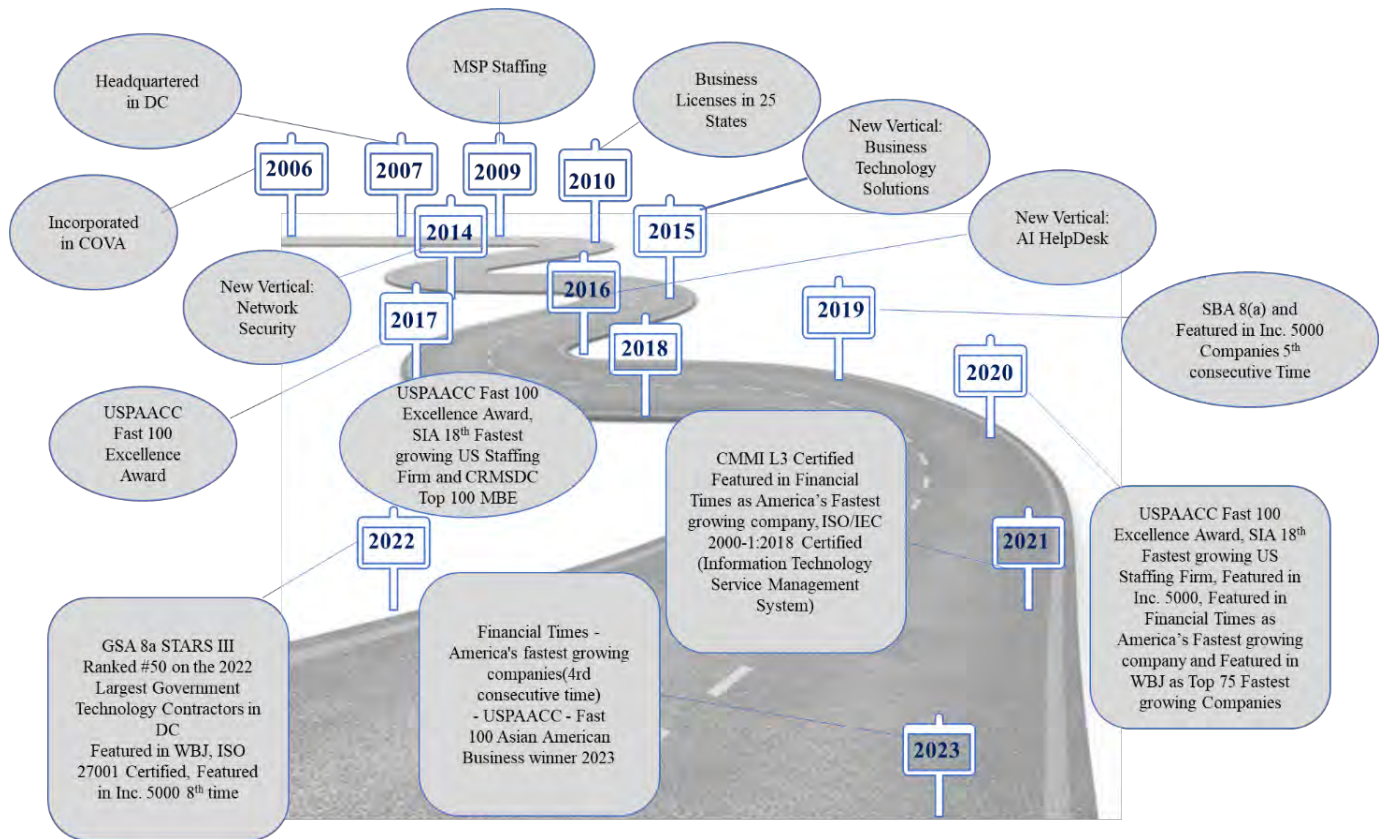 Headquartered
in DC
MSP Staffing
Business
Licenses in 25
States
New Vertical:
Business
Technology
Solutions
2006
2007
2009
2010
Incorporated
in COVA
2014
2015
New Vertical:
AI HelpDesk
New Vertical:
Network
Security
2016
2017
2018
2019
SBA 8(a) and
Featured in Inc. 5000
Companies 5th
consecutive Time
2020
USPAACC
Fast 100
Excellence
Award
USPAACC Fast 100
Excellence Award,
SIA 18th Fastest
growing US Staffing
Firm and CRMSDC
Top 100 MBE
CMMI L3 Certified
Featured in Financial
Times as America’s Fastest
growing company, ISO/IEC
2000-1:2018 Certified
(Information Technology
Service Management
System)
2021
USPAACC Fast 100
Excellence Award, SIA 18th
Fastest growing US
Staffing Firm, Featured in
Inc. 5000, Featured in
Financial Times as
America’s Fastest growing
company and Featured in
WBJ as Top 75 Fastest
growing Companies
2022
GSA 8a STARS III
Ranked #50 on the 2022
Largest Government
Technology Contractors in
DC
Featured in WBJ, ISO
27001 Certified, Featured
in Inc. 5000 8th time
Financial Times -
America's fastest growing
companies(4rd
consecutive time)
- USPAACC - Fast
100 Asian American
Business winner 2023
2023